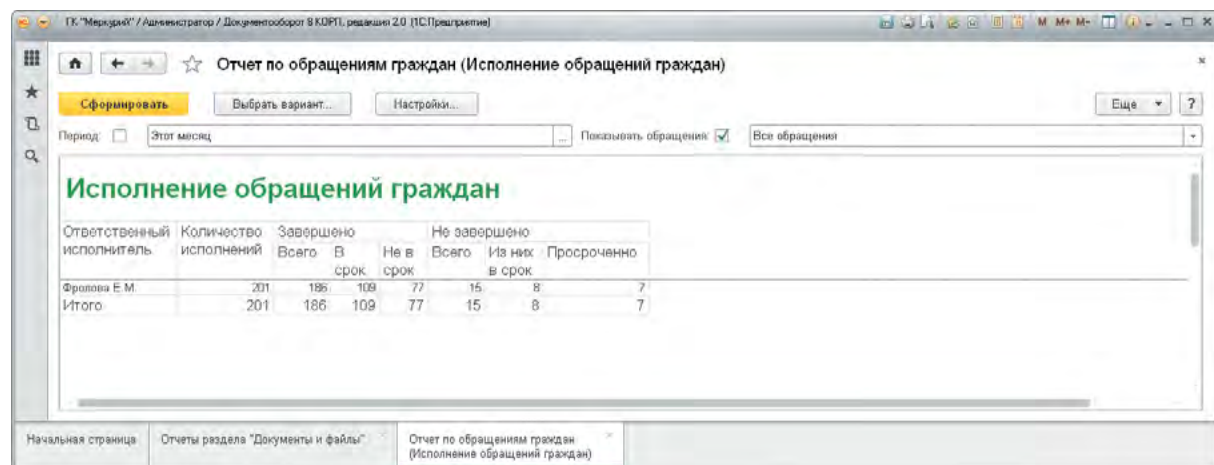 ГК "Меркурий" / Администратор / Документооборот 8 КОРП, редакция 2.0 (1С:Предприятие)
M M+ M-
Отчет по обращениям граждан (Исполнение обращений граждан)
Сформировать Выбрать вариант... Настройки... Еще ?
Период: Этот месяц ... Показывать обращения: Все обращения
Исполнение обращений граждан
Ответственный Количество Завершено Не завершено
исполнитель исполнений Всего В Не в Всего Из них Просроченно
срок срок в срок
Фролова Е.М. 201 186 109 77 15 8 7
Итого 201 186 109 77 15 8 7
Начальная страница Отчеты раздела "Документы и файлы" Отчет по обращениям граждан
(Исполнение обращений граждан)